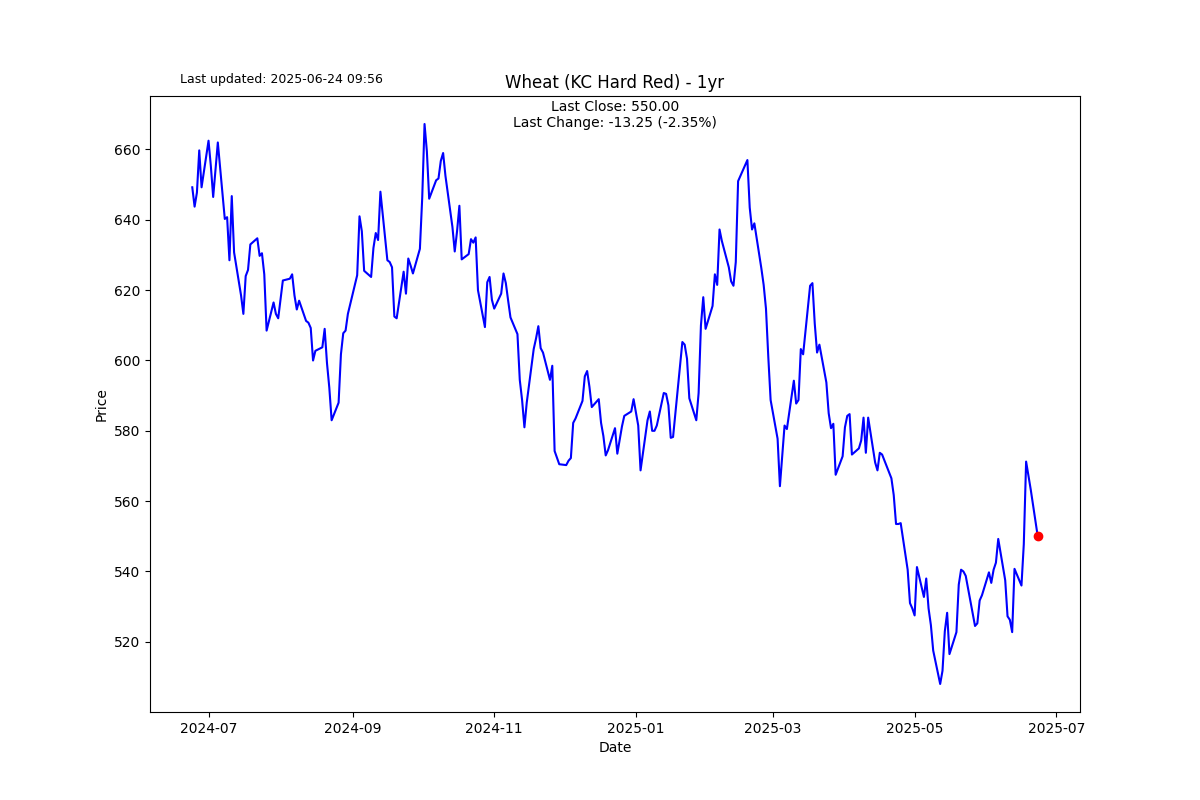 Last updated: 2025-06-24 09:56
Wheat (KC Hard Red) - 1yr
Last Close: 550.00
Last Change: -13.25 (-2.35%)
Price
660
640
620
600
580
560
540
520
2024-07
2024-09
2024-11
2025-01
2025-03
2025-05
2025-07
Date